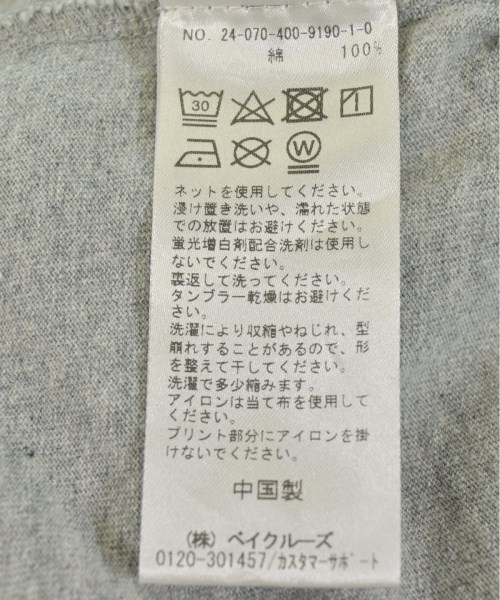 NO. 24-070-400-9190-1-0
綿 100%
30
W
ネットを使用してください。
浸け置き洗いや、濡れた状態
での放置はお避けください。
蛍光増白剤配合洗剤は使用し
ないでください。
裏返して洗ってください。
タンブラー乾燥はお避けくだ
さい。
洗濯により収縮やねじれ、型
崩れすることがあるので、形
を整えて干してください。
洗濯で多少縮みます。
アイロンは当て布を使用して
ください。
プリント部分にアイロンを掛
けないでください。
中国製
(株) ベイクルーズ
0120-301457/カスタマーサポート